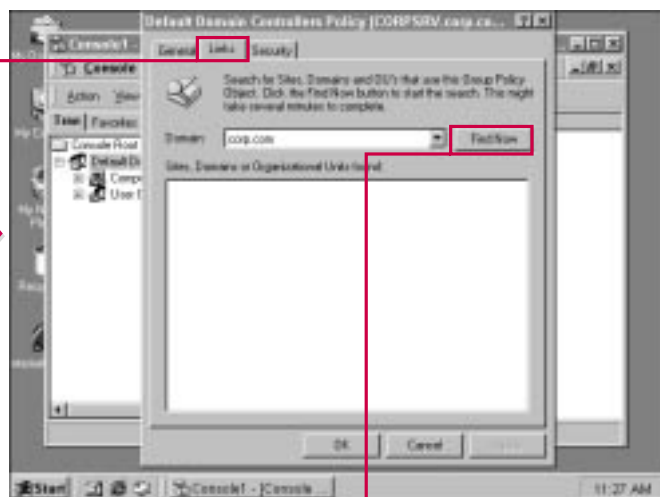 Default Domain Controllers Policy [CORPSRV.corp.co...
Console1 -
General Links Security
Console
Search for Sites, Domains and OU's that use this Group Policy
Object. Click the Find Now button to start the search. This might
take several minutes to complete.
Action View
Tree Favorites
Domain: corp.com Find Now
Console Root
Default Do
Sites, Domains or Organizational Units found:
Comp
User C
OK Cancel
Start Console1 - [Console ... 11:37 AM